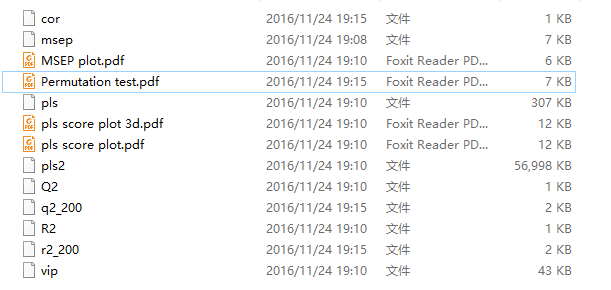 cor 2016/11/24 19:15 文件 1 KB
msep 2016/11/24 19:08 文件 7 KB
MSEP plot.pdf 2016/11/24 19:10 Foxit Reader PD... 6 KB
Permutation test.pdf 2016/11/24 19:15 Foxit Reader PD... 7 KB
pls 2016/11/24 19:10 文件 307 KB
pls score plot 3d.pdf 2016/11/24 19:10 Foxit Reader PD... 12 KB
pls score plot.pdf 2016/11/24 19:10 Foxit Reader PD... 12 KB
pls2 2016/11/24 19:10 文件 56,998 KB
Q2 2016/11/24 19:10 文件 1 KB
q2_200 2016/11/24 19:15 文件 2 KB
R2 2016/11/24 19:10 文件 1 KB
r2_200 2016/11/24 19:15 文件 2 KB
vip 2016/11/24 19:10 文件 43 KB